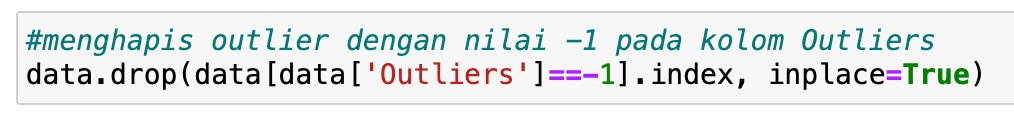 #menghapis outlier dengan nilai -1 pada kolom Outliers
data.drop(data[data['Outliers']==-1].index, inplace=True)